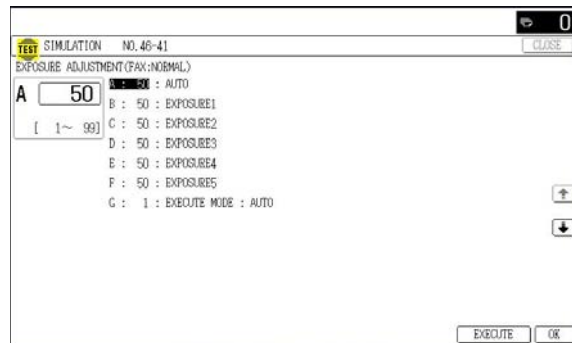 0
TEST SIMULATION NO. 46-41 CLOSE
EXPOSURE ADJUSTMENT(FAX:NORMAL)
A 50
[ 1~ 99]
A : 50 : AUTO
B : 50 : EXPOSURE1
C : 50 : EXPOSURE2
D : 50 : EXPOSURE3
E : 50 : EXPOSURE4
F : 50 : EXPOSURE5
G : 1 : EXECUTE MODE : AUTO
EXECUTE OK